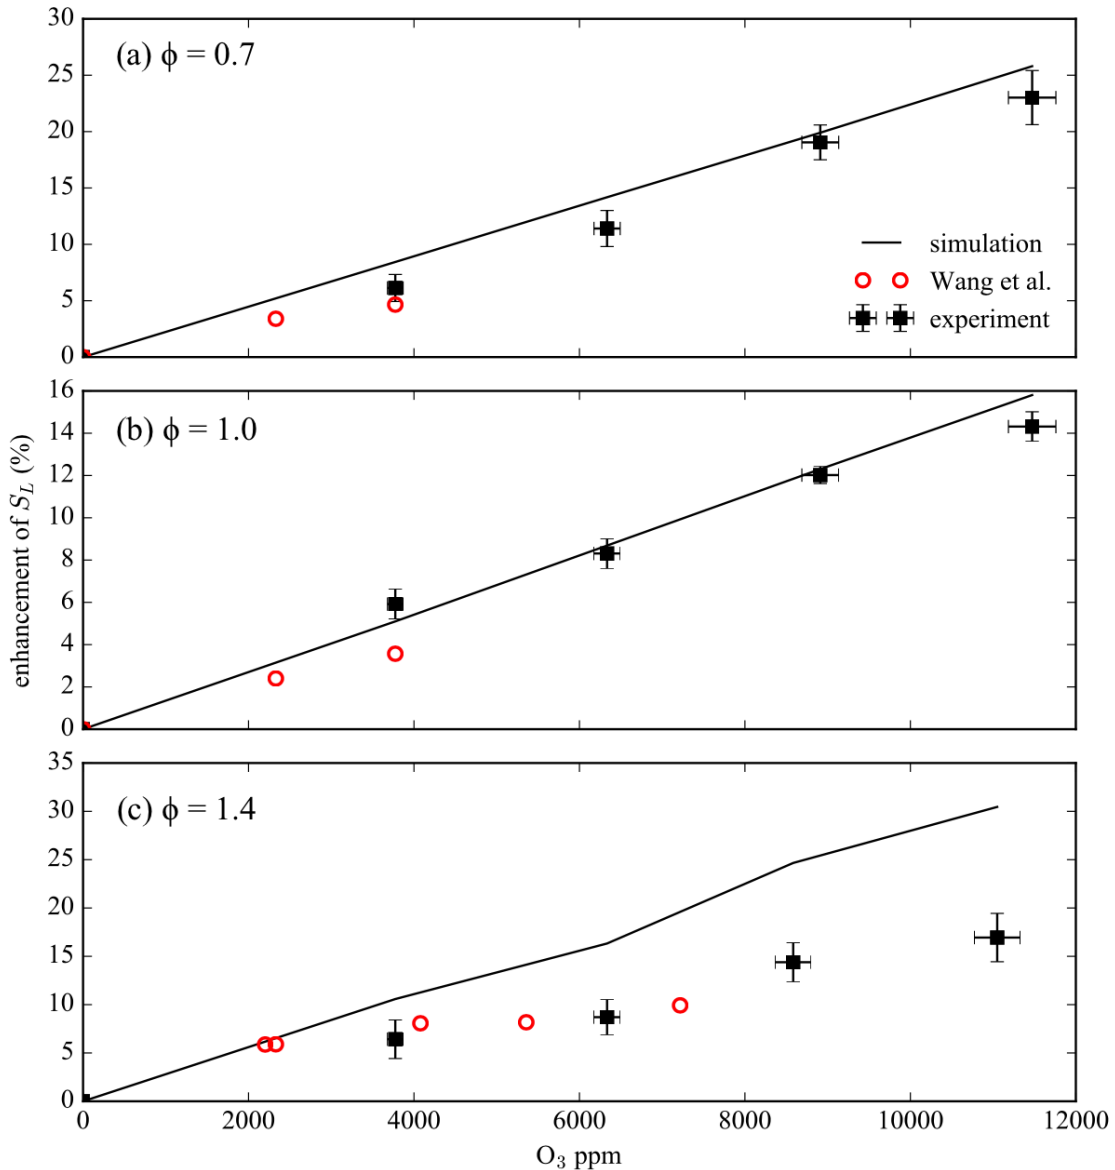 30
(a) ϕ = 0.7
25
20
15
10
simulation
Wang et al.
5
experiment
0
16
(b) ϕ = 1.0
14
12
10
8
6
4
2
0
enhancement of S_L (%)
35
(c) ϕ = 1.4
30
25
20
15
10
5
0
0 2000 4000 6000 8000 10000 12000
O₃ ppm